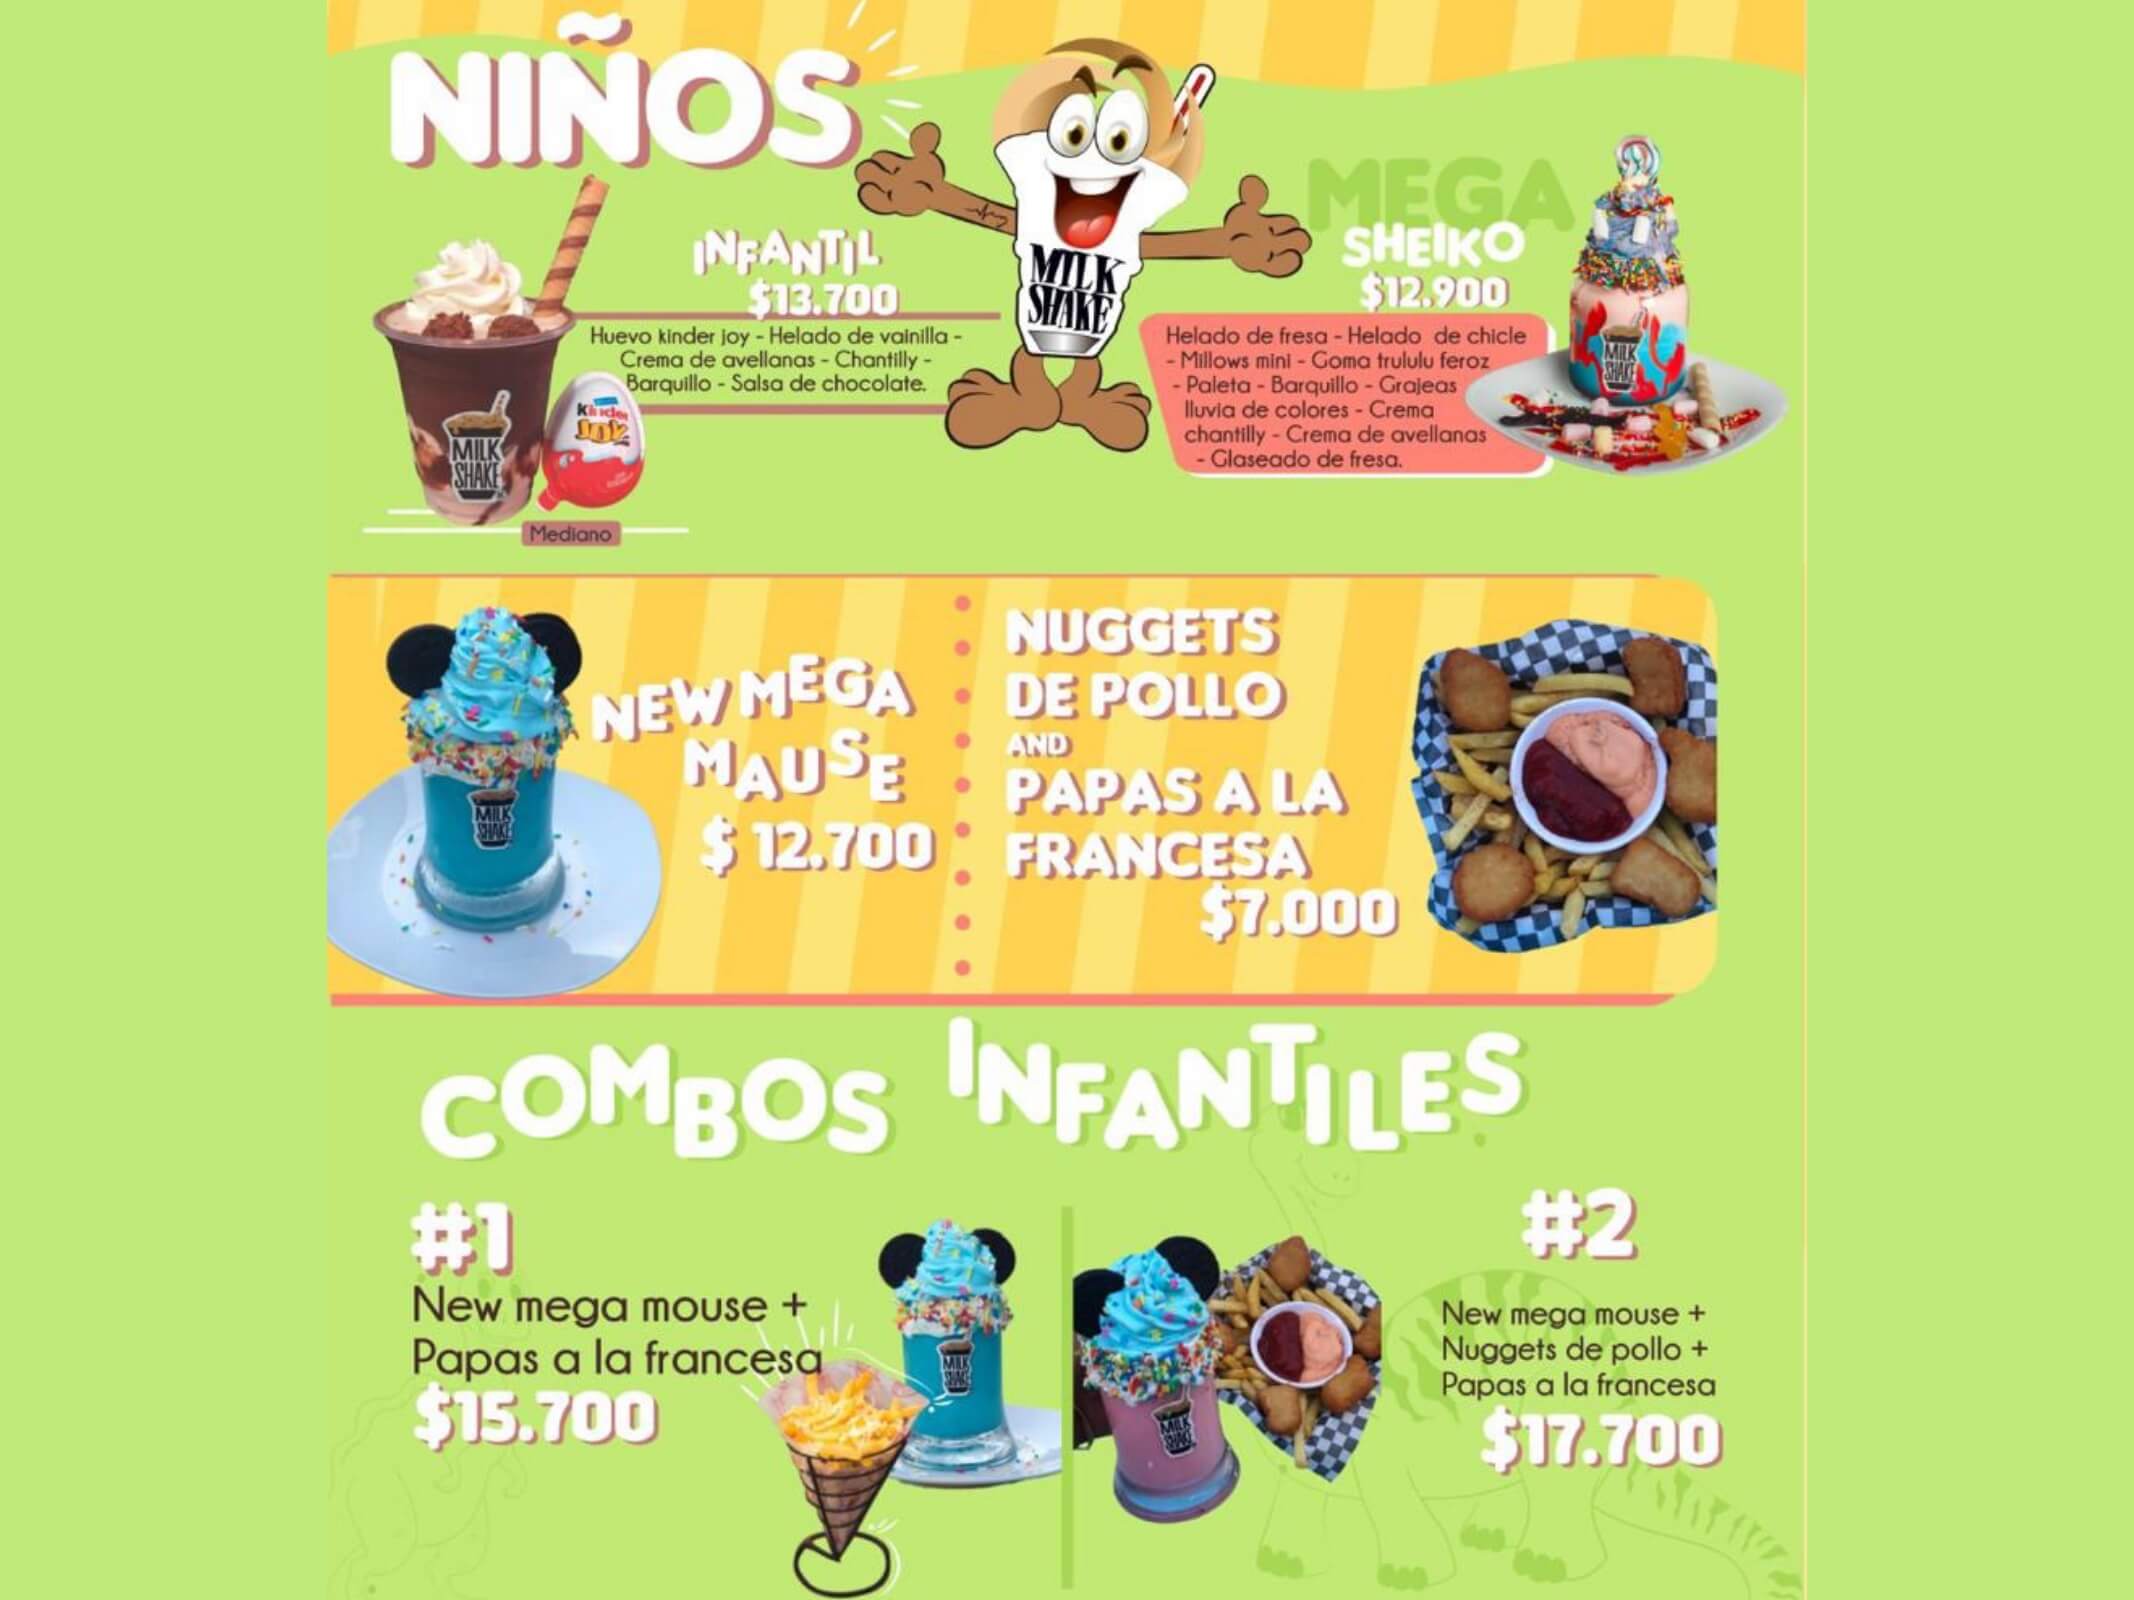 NIÑOS
INFANTIL
$13.700
Huevo kinder joy - Helado de vainilla -
Crema de avellanas - Chantilly -
Barquillo - Salsa de chocolate.
MILK
SHAKE
Kinder
JOY
Mediano
MILK
SHAKE
MEGA
SHEIKO
$12.900
Helado de fresa - Helado de chicle
- Millows mini - Goma trululu feroz
- Paleta - Barquillo - Grajeas
lluvia de colores - Crema
chantilly - Crema de avellanas
- Glaseado de fresa.
MILK
SHAKE
NEW MEGA
MAUSE
$ 12.700
MILK
SHAKE
NUGGETS
DE POLLO
AND
PAPAS A LA
FRANCESA
$7.000
COMBOS INFANTILES
#1
New mega mouse +
Papas a la francesa
$15.700
MILK
SHAKE
MILK
SHAKE
#2
New mega mouse +
Nuggets de pollo +
Papas a la francesa
$17.700